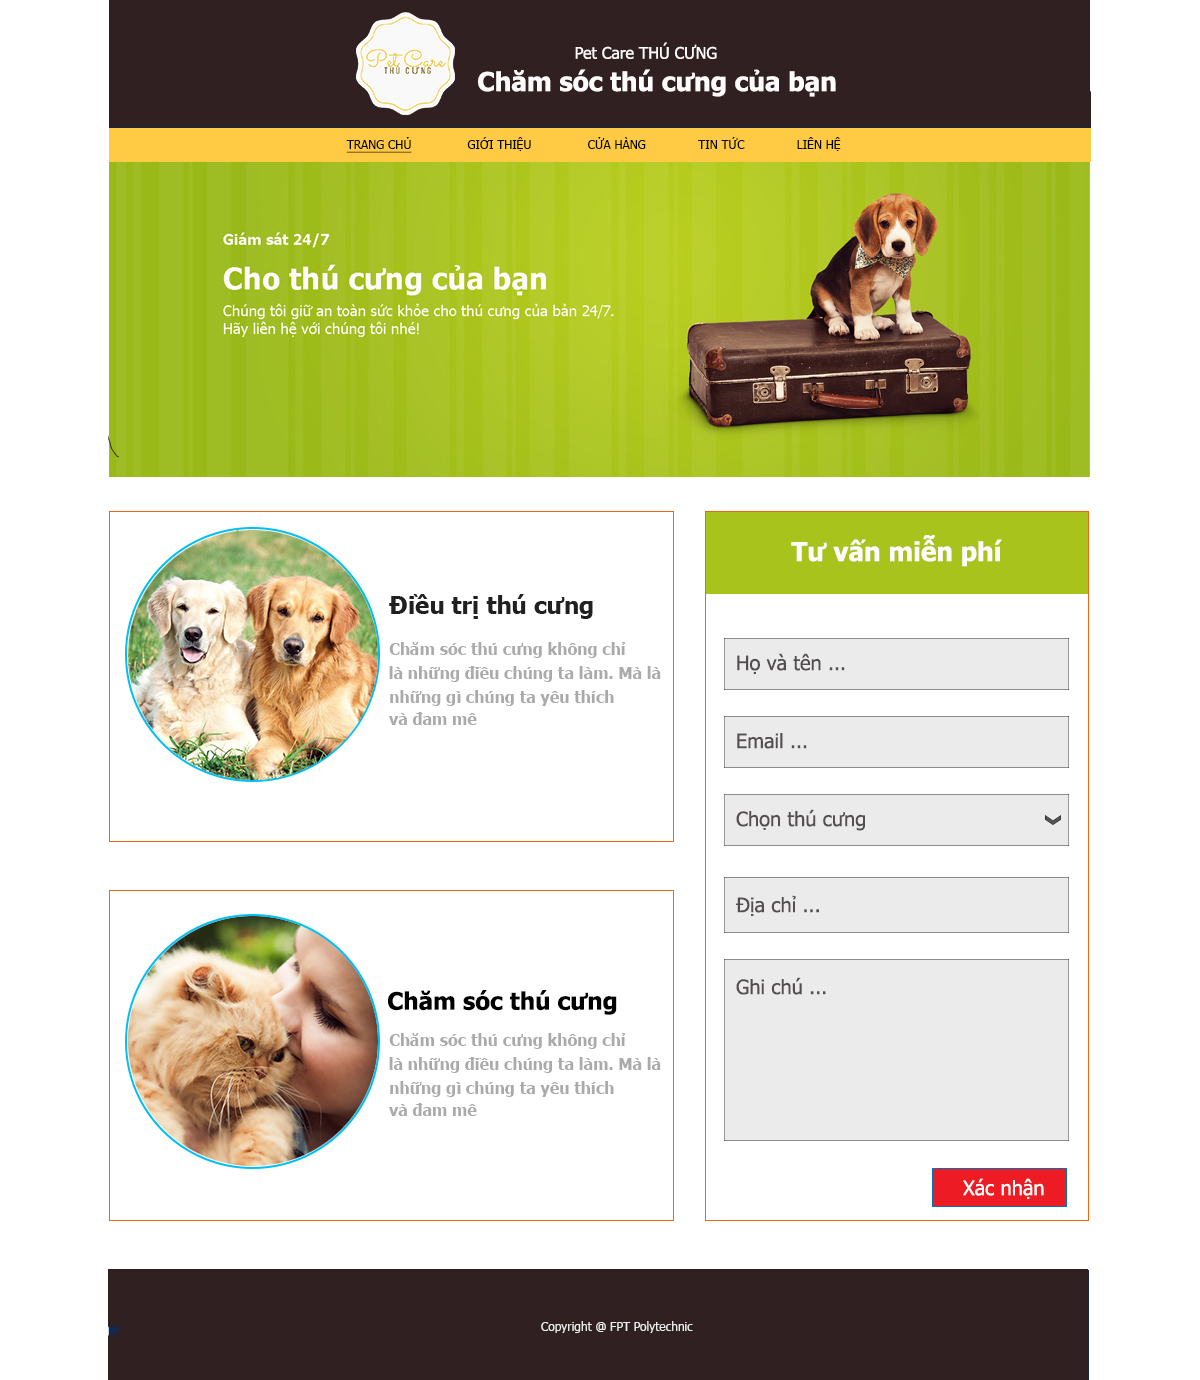 Pet Care
THÚ CƯNG
Pet Care THÚ CƯNG
Chăm sóc thú cưng của bạn
TRANG CHỦ GIỚI THIỆU CỬA HÀNG TIN TỨC LIÊN HỆ
Giám sát 24/7
Cho thú cưng của bạn
Chúng tôi giữ an toàn sức khỏe cho thú cưng của bản 24/7.
Hãy liên hệ với chúng tôi nhé!
Điều trị thú cưng
Chăm sóc thú cưng không chỉ
là những điều chúng ta làm. Mà là
những gì chúng ta yêu thích
và đam mê
Chăm sóc thú cưng
Chăm sóc thú cưng không chỉ
là những điều chúng ta làm. Mà là
những gì chúng ta yêu thích
và đam mê
Tư vấn miễn phí
Họ và tên ...
Email ...
Chọn thú cưng
Địa chỉ ...
Ghi chú ...
Xác nhận
Copyright @ FPT Polytechnic